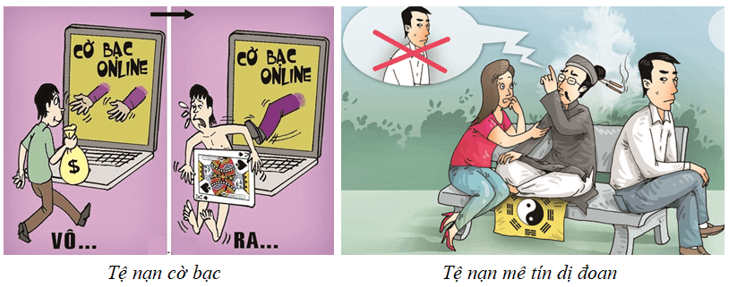 CỜ BẠC
ONLINE
$
VÔ...
CỜ BẠC
ONLINE
K
RA...
Tệ nạn cờ bạc
Tệ nạn mê tín dị đoan